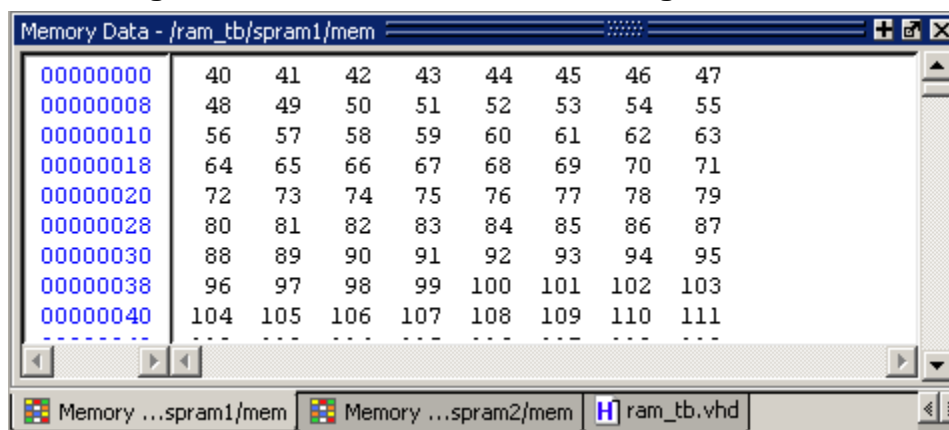 Memory Data - /ram_tb/spram1/mem
00000000 40 41 42 43 44 45 46 47
00000008 48 49 50 51 52 53 54 55
00000010 56 57 58 59 60 61 62 63
00000018 64 65 66 67 68 69 70 71
00000020 72 73 74 75 76 77 78 79
00000028 80 81 82 83 84 85 86 87
00000030 88 89 90 91 92 93 94 95
00000038 96 97 98 99 100 101 102 103
00000040 104 105 106 107 108 109 110 111
Memory ...spram1/mem Memory ...spram2/mem H ram_tb.vhd